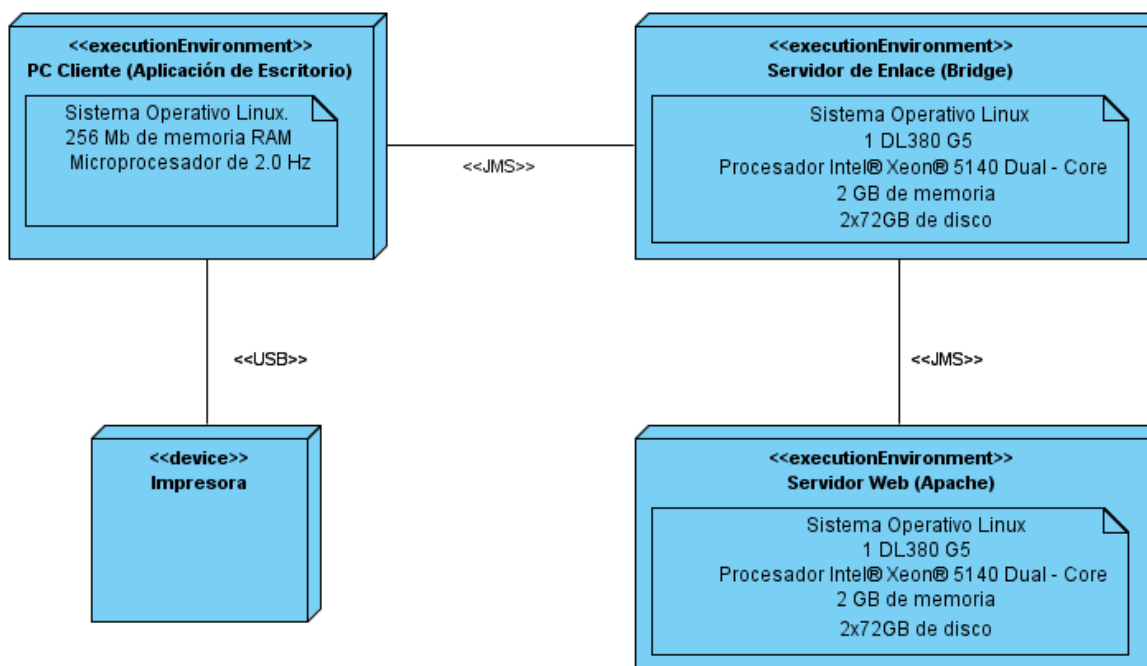 <<executionEnvironment>>
PC Cliente (Aplicación de Escritorio)
Sistema Operativo Linux.
256 Mb de memoria RAM
Microprocesador de 2.0 Hz
<<JMS>>
<<executionEnvironment>>
Servidor de Enlace (Bridge)
Sistema Operativo Linux
1 DL380 G5
Procesador Intel® Xeon® 5140 Dual - Core
2 GB de memoria
2x72GB de disco
<<USB>>
<<JMS>>
<<device>>
Impresora
<<executionEnvironment>>
Servidor Web (Apache)
Sistema Operativo Linux
1 DL380 G5
Procesador Intel® Xeon® 5140 Dual - Core
2 GB de memoria
2x72GB de disco